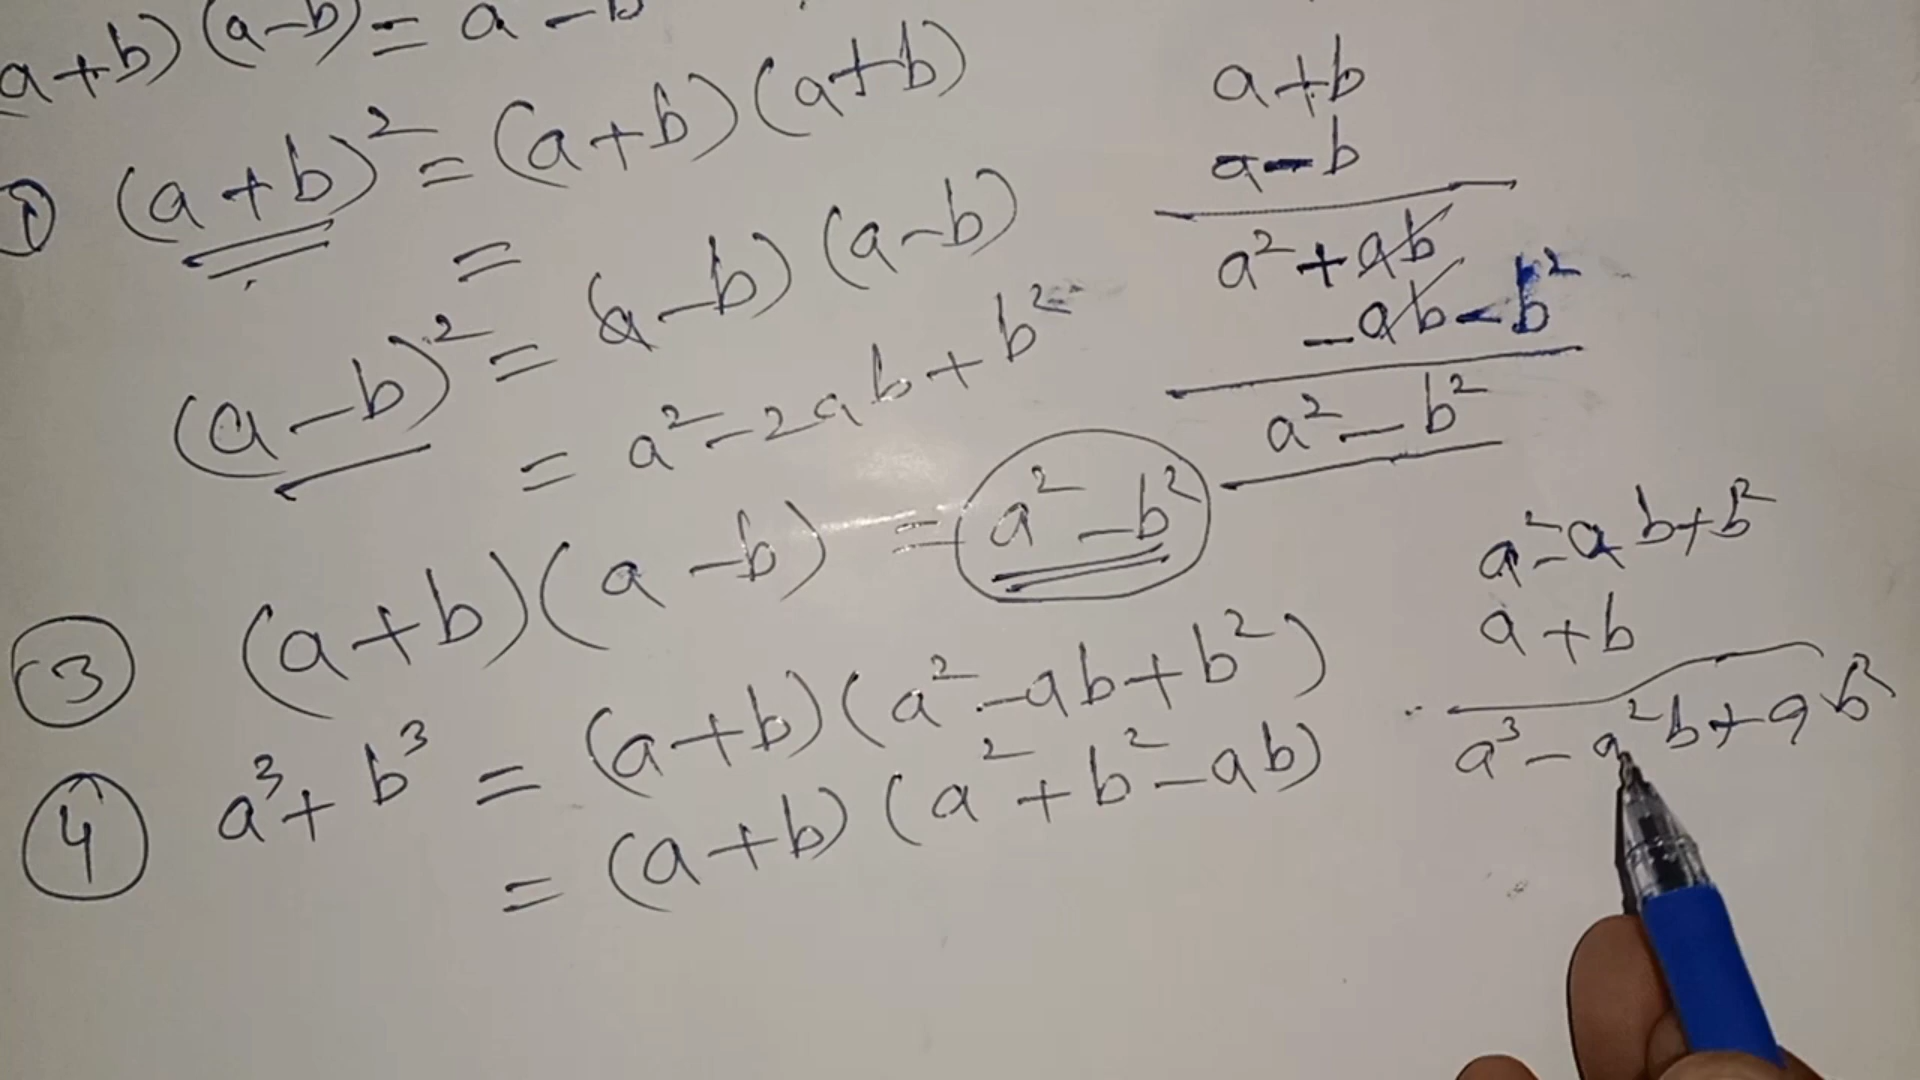 a+b)(a-b)= a - b
① (a+b)² = (a+b)(a+b)
=
(a-b)² = (a-b)(a-b)
= a²-2ab+b²
③ (a+b)(a-b) = a²-b²
④ a³+b³ = (a+b)(a²-ab+b²)
= (a+b)(a²+b²-ab)
a+b
a-b
a²+ab
-ab-b²
a²-b²
a²-ab+b²
a+b
a³-a²b+ab²